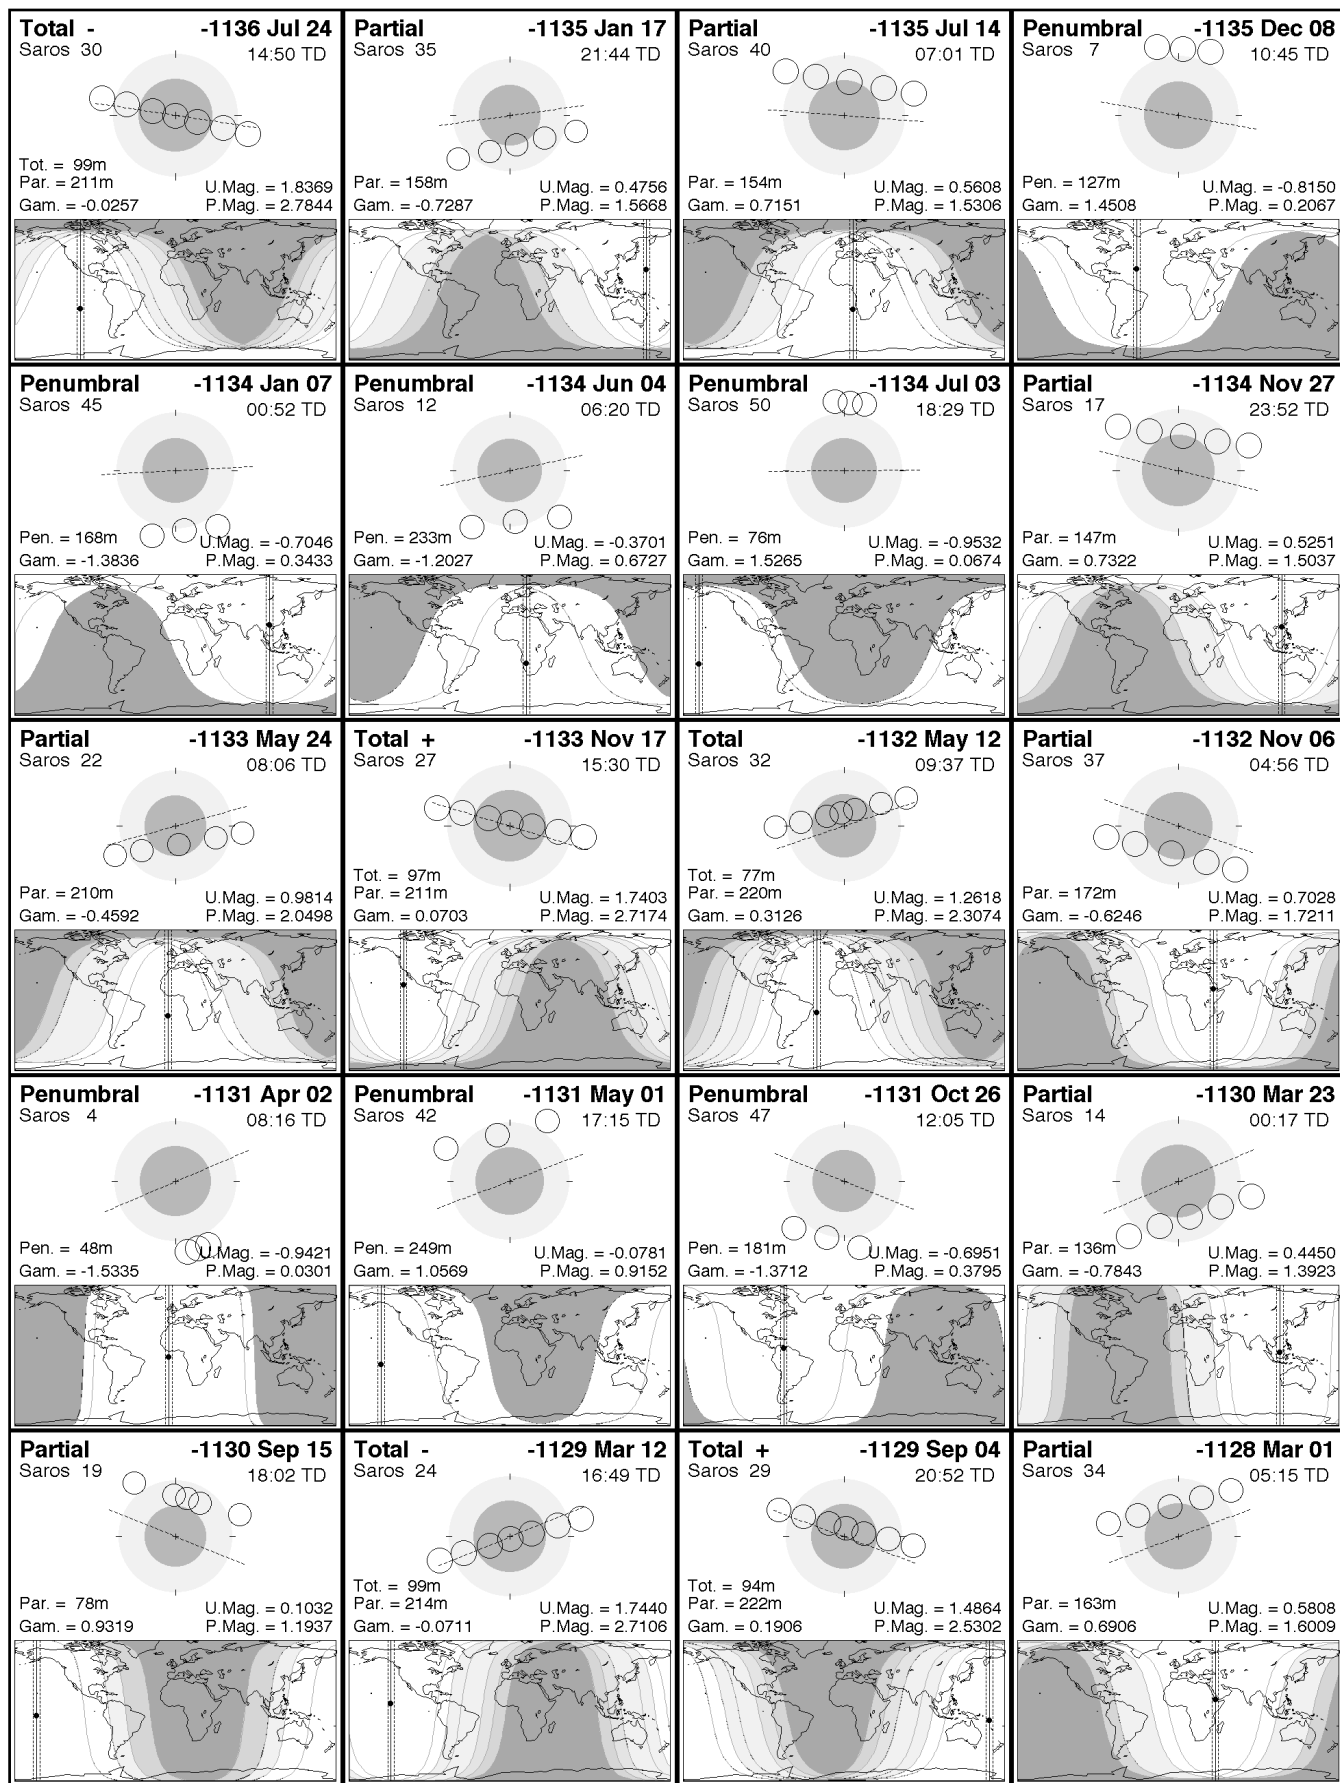 Total - -1136 Jul 24
Saros 30 14:50 TD
Tot. = 99m
Par. = 211m U.Mag. = 1.8369
Gam. = -0.0257 P.Mag. = 2.7844
Partial -1135 Jan 17
Saros 35 21:44 TD
Par. = 158m U.Mag. = 0.4756
Gam. = -0.7287 P.Mag. = 1.5668
Partial -1135 Jul 14
Saros 40 07:01 TD
Par. = 154m U.Mag. = 0.5608
Gam. = 0.7151 P.Mag. = 1.5306
Penumbral -1135 Dec 08
Saros 7 10:45 TD
Pen. = 127m U.Mag. = -0.8150
Gam. = 1.4508 P.Mag. = 0.2067
Penumbral -1134 Jan 07
Saros 45 00:52 TD
Pen. = 168m U.Mag. = -0.7046
Gam. = -1.3836 P.Mag. = 0.3433
Penumbral -1134 Jun 04
Saros 12 06:20 TD
Pen. = 233m U.Mag. = -0.3701
Gam. = -1.2027 P.Mag. = 0.6727
Penumbral -1134 Jul 03
Saros 50 18:29 TD
Pen. = 76m U.Mag. = -0.9532
Gam. = 1.5265 P.Mag. = 0.0674
Partial -1134 Nov 27
Saros 17 23:52 TD
Par. = 147m U.Mag. = 0.5251
Gam. = 0.7322 P.Mag. = 1.5037
Partial -1133 May 24
Saros 22 08:06 TD
Par. = 210m U.Mag. = 0.9814
Gam. = -0.4592 P.Mag. = 2.0498
Total + -1133 Nov 17
Saros 27 15:30 TD
Tot. = 97m
Par. = 211m U.Mag. = 1.7403
Gam. = 0.0703 P.Mag. = 2.7174
Total -1132 May 12
Saros 32 09:37 TD
Tot. = 77m
Par. = 220m U.Mag. = 1.2618
Gam. = 0.3126 P.Mag. = 2.3074
Partial -1132 Nov 06
Saros 37 04:56 TD
Par. = 172m U.Mag. = 0.7028
Gam. = -0.6246 P.Mag. = 1.7211
Penumbral -1131 Apr 02
Saros 4 08:16 TD
Pen. = 48m U.Mag. = -0.9421
Gam. = -1.5335 P.Mag. = 0.0301
Penumbral -1131 May 01
Saros 42 17:15 TD
Pen. = 249m U.Mag. = -0.0781
Gam. = 1.0569 P.Mag. = 0.9152
Penumbral -1131 Oct 26
Saros 47 12:05 TD
Pen. = 181m U.Mag. = -0.6951
Gam. = -1.3712 P.Mag. = 0.3795
Partial -1130 Mar 23
Saros 14 00:17 TD
Par. = 136m U.Mag. = 0.4450
Gam. = -0.7843 P.Mag. = 1.3923
Partial -1130 Sep 15
Saros 19 18:02 TD
Par. = 78m U.Mag. = 0.1032
Gam. = 0.9319 P.Mag. = 1.1937
Total - -1129 Mar 12
Saros 24 16:49 TD
Tot. = 99m
Par. = 214m U.Mag. = 1.7440
Gam. = -0.0711 P.Mag. = 2.7106
Total + -1129 Sep 04
Saros 29 20:52 TD
Tot. = 94m
Par. = 222m U.Mag. = 1.4864
Gam. = 0.1906 P.Mag. = 2.5302
Partial -1128 Mar 01
Saros 34 05:15 TD
Par. = 163m U.Mag. = 0.5808
Gam. = 0.6906 P.Mag. = 1.6009